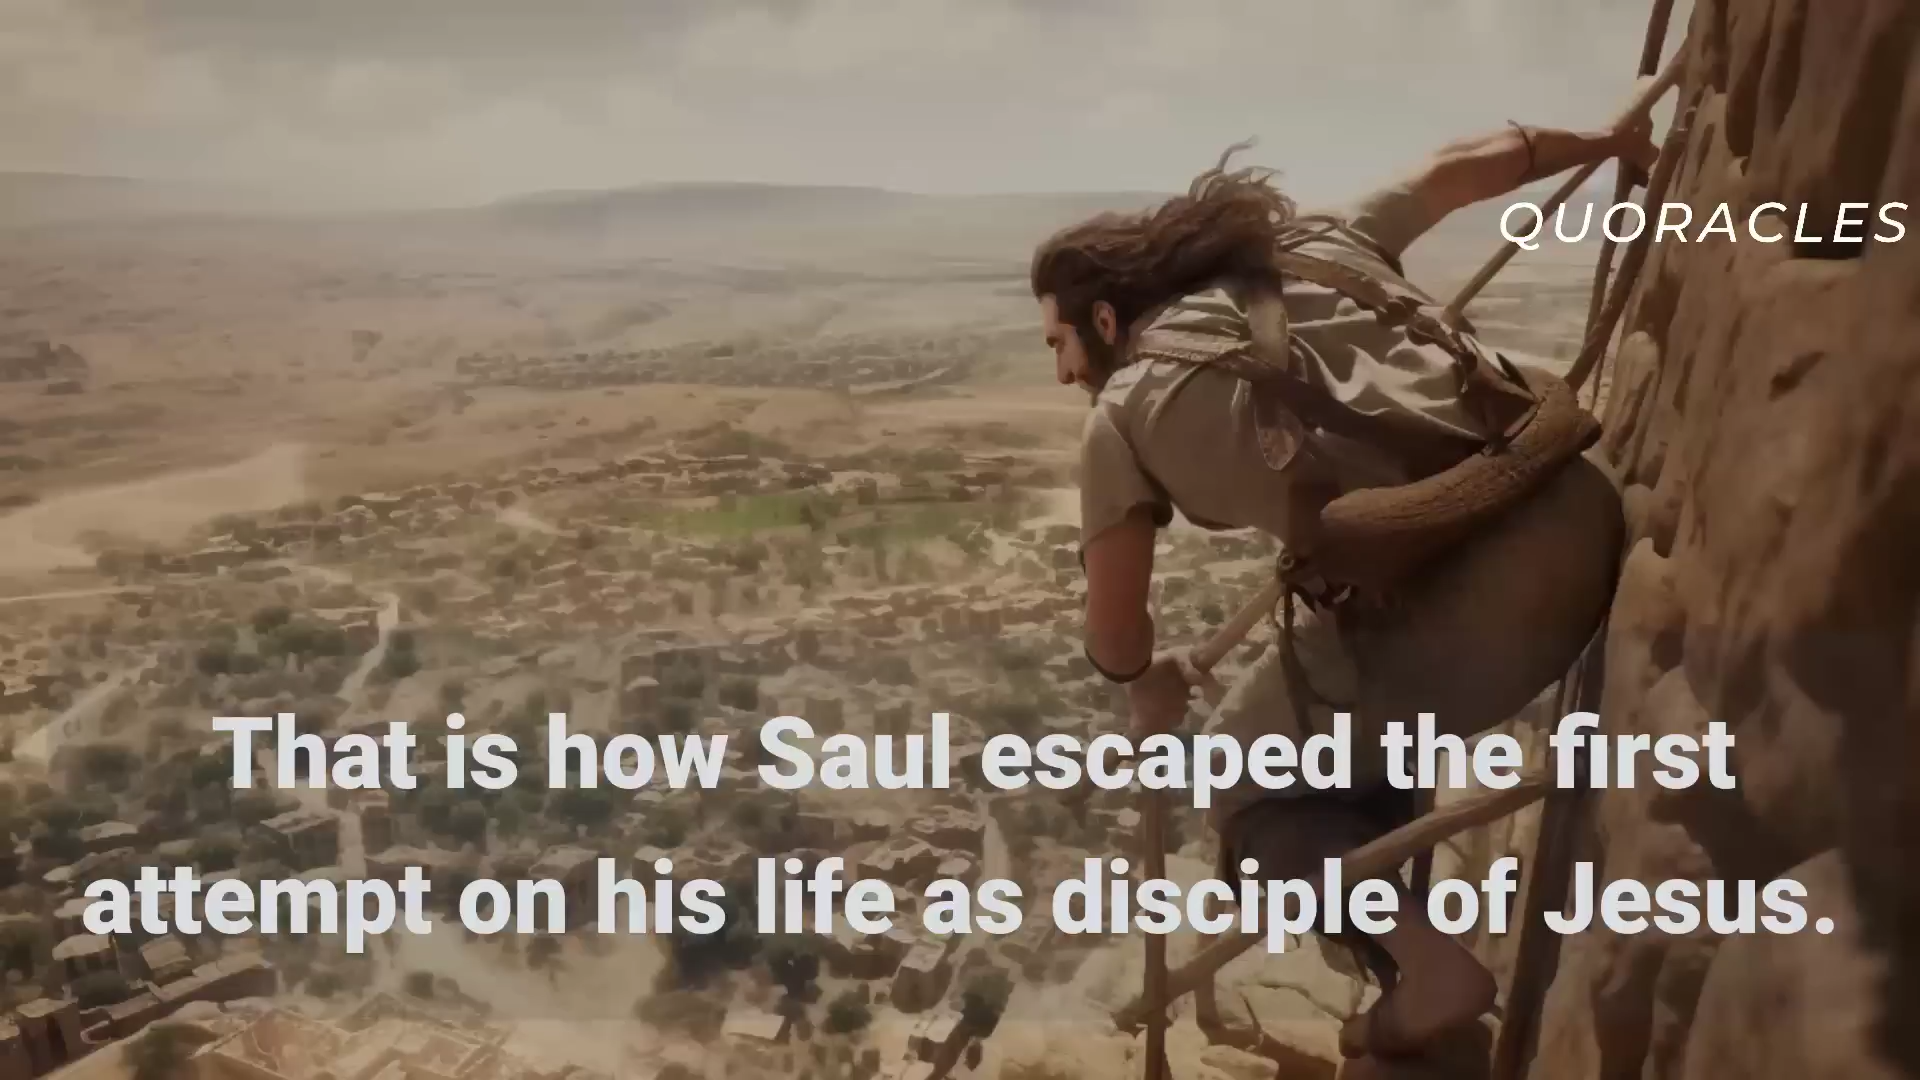 QUORACLES
That is how Saul escaped the first
attempt on his life as disciple of Jesus.